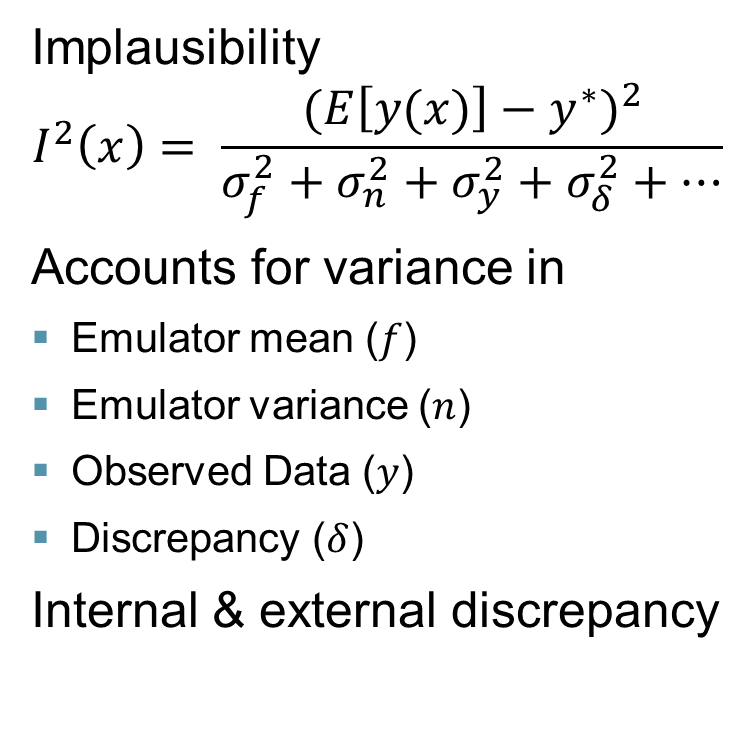 Implausibility
I²(x) = (E[y(x)] − y*)² / σ_f² + σ_n² + σ_y² + σ_δ² + ⋯
Accounts for variance in
▪ Emulator mean (f)
▪ Emulator variance (n)
▪ Observed Data (y)
▪ Discrepancy (δ)
Internal & external discrepancy